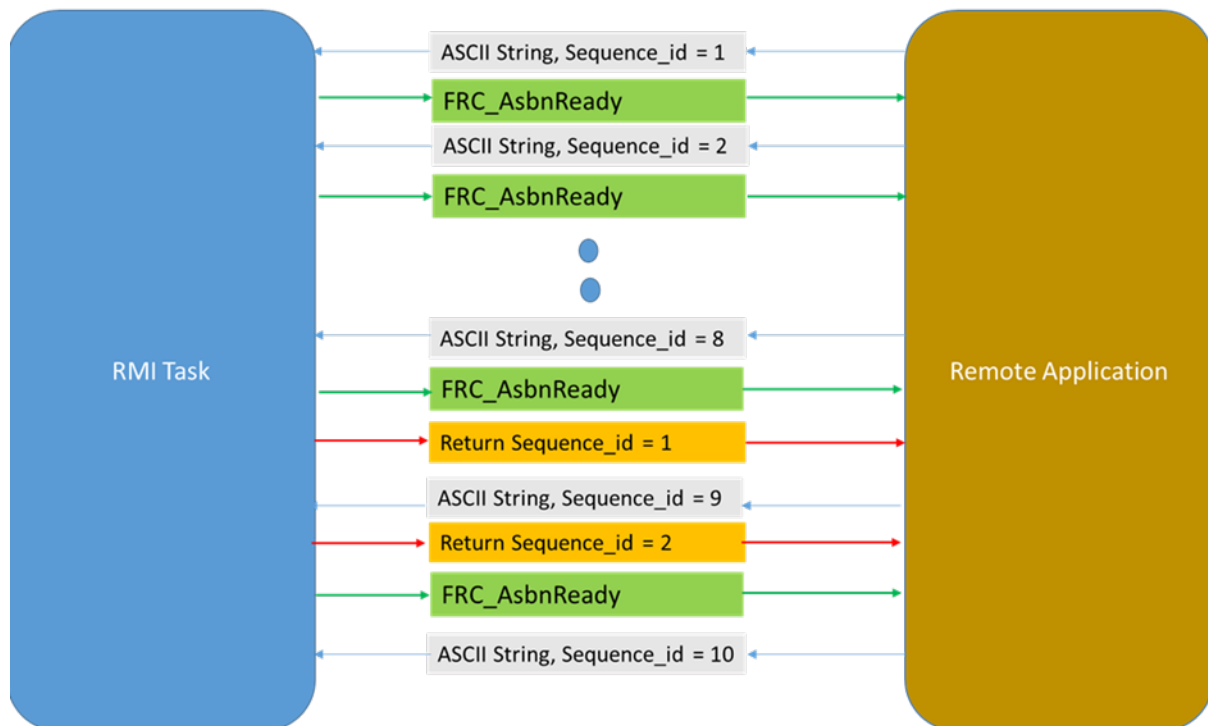 ASCII String, Sequence_id = 1
FRC_AsbnReady
ASCII String, Sequence_id = 2
FRC_AsbnReady
ASCII String, Sequence_id = 8
RMI Task
Remote Application
FRC_AsbnReady
Return Sequence_id = 1
ASCII String, Sequence_id = 9
Return Sequence_id = 2
FRC_AsbnReady
ASCII String, Sequence_id = 10